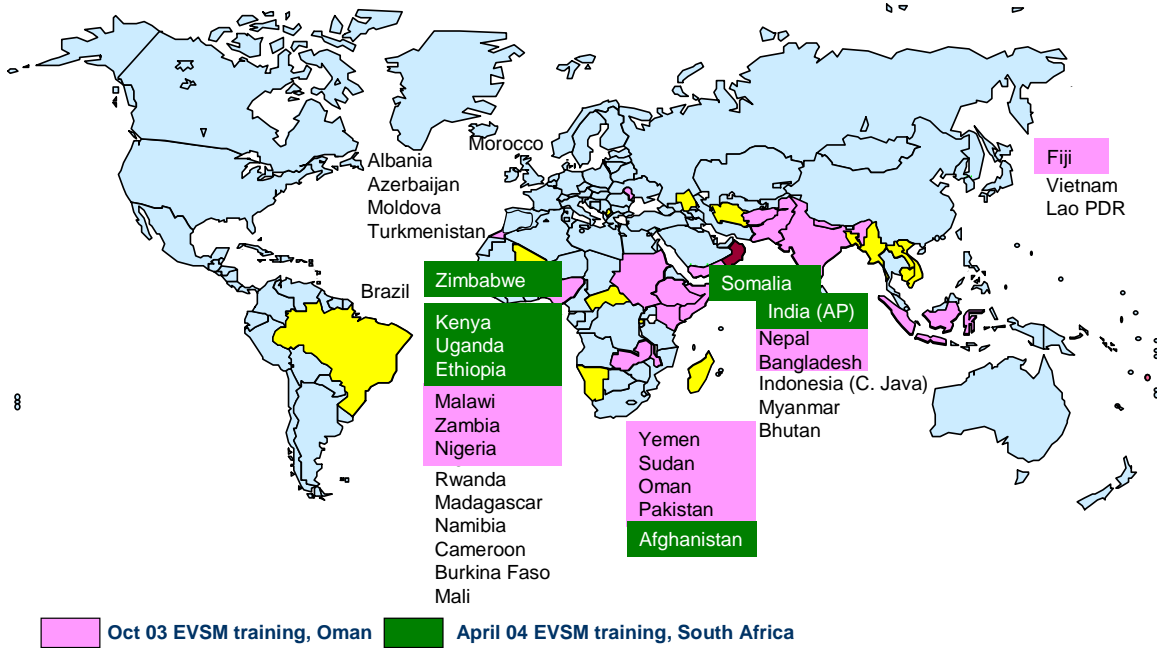 Morocco
Albania
Azerbaijan
Moldova
Turkmenistan
Fiji
Vietnam
Lao PDR
Brazil
Zimbabwe
Kenya
Uganda
Ethiopia
Malawi
Zambia
Nigeria
Rwanda
Madagascar
Namibia
Cameroon
Burkina Faso
Mali
Somalia
India (AP)
Nepal
Bangladesh
Indonesia (C. Java)
Myanmar
Bhutan
Yemen
Sudan
Oman
Pakistan
Afghanistan
Oct 03 EVSM training, Oman
April 04 EVSM training, South Africa